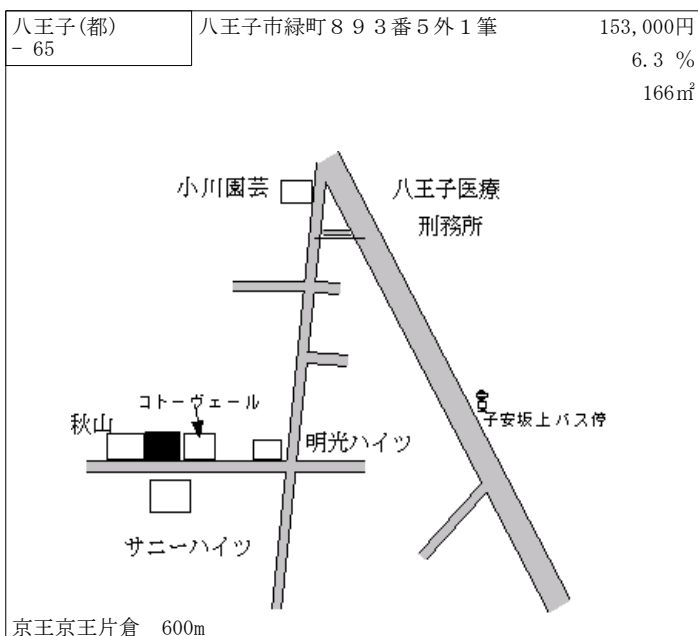 八王子(都)
- 65
八王子市緑町８９３番５外１筆
153,000円
6.3 %
166㎡
小川園芸
八王子医療
刑務所
コトーヴェール
秋山
明光ハイツ
子安坂上バス停
サニーハイツ
京王京王片倉 600m